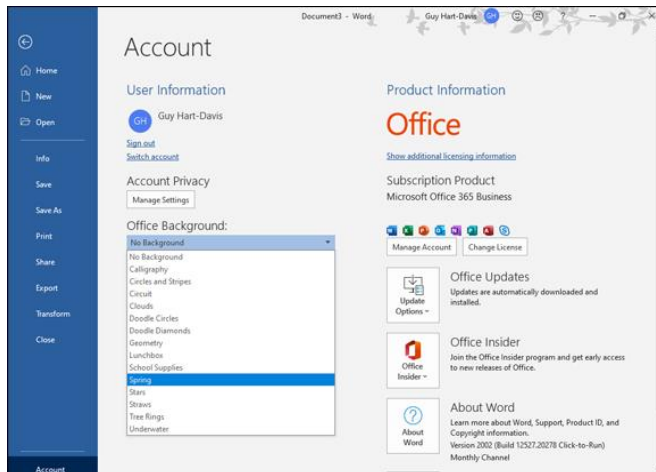 Document3 - Word
Guy Hart-Davis
GH
?
Home
New
Open
Info
Save
Save As
Print
Share
Export
Transform
Close
Account
Account
User Information
GH
Guy Hart-Davis
Sign out
Switch account
Account Privacy
Manage Settings
Office Background:
No Background
No Background
Calligraphy
Circles and Stripes
Circuit
Clouds
Doodle Circles
Doodle Diamonds
Geometry
Lunchbox
School Supplies
Spring
Stars
Straws
Tree Rings
Underwater
Product Information
Office
Show additional licensing information
Subscription Product
Microsoft Office 365 Business
Manage Account
Change License
Update
Options
Office Updates
Updates are automatically downloaded and
installed.
Office
Insider
Office Insider
Join the Office Insider program and get early access
to new releases of Office.
About
Word
About Word
Learn more about Word, Support, Product ID, and
Copyright information.
Version 2002 (Build 12527.20278 Click-to-Run)
Monthly Channel